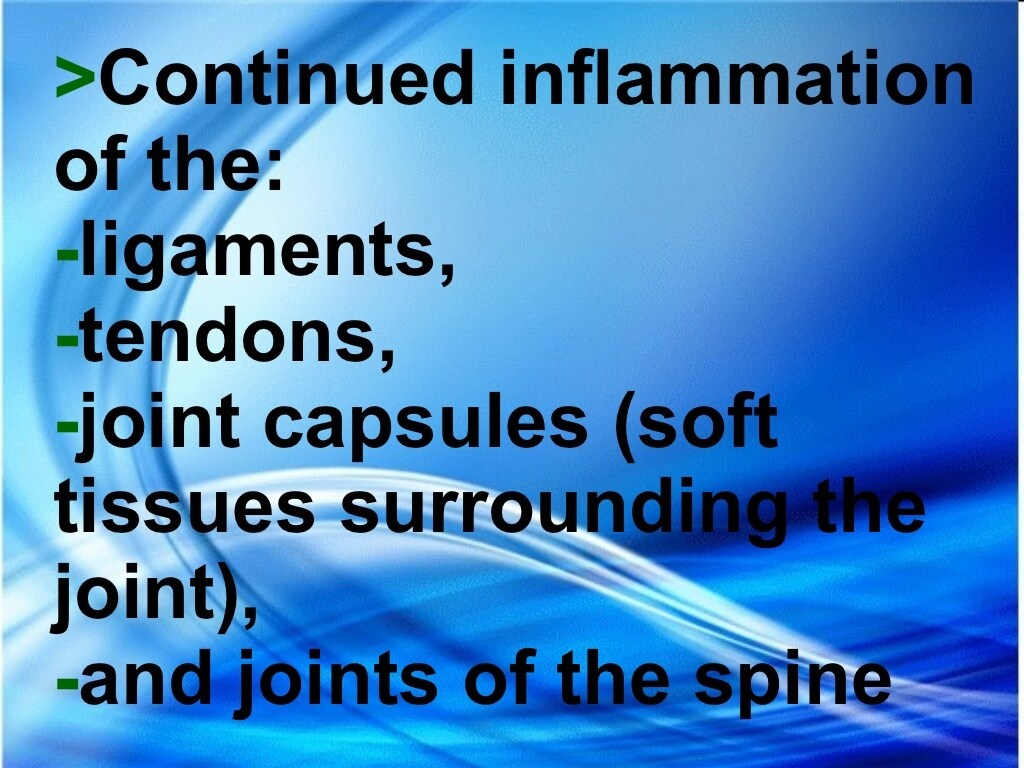 >Continued inflammation
of the:
-ligaments,
-tendons,
-joint capsules (soft
tissues surrounding the
joint),
-and joints of the spine